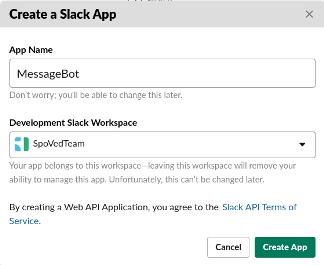 Create a Slack App
App Name
MessageBot
Don't worry; you'll be able to change this later.
Development Slack Workspace
SpoVedTeam
Your app belongs to this workspace—leaving this workspace will remove your
ability to manage this app. Unfortunately, this can't be changed later.
By creating a Web API Application, you agree to the Slack API Terms of
Service.
Cancel
Create App